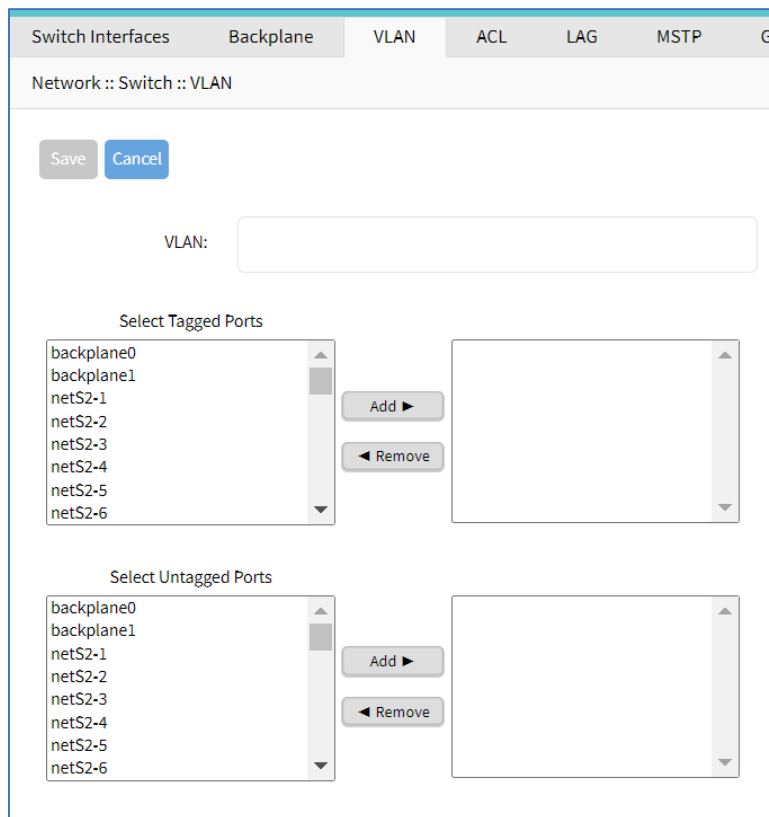 Switch Interfaces Backplane VLAN ACL LAG MSTP
Network :: Switch :: VLAN
Save Cancel
VLAN:
Select Tagged Ports
backplane0
backplane1
netS2-1
netS2-2
netS2-3
netS2-4
netS2-5
netS2-6
Add ►
◄ Remove
Select Untagged Ports
backplane0
backplane1
netS2-1
netS2-2
netS2-3
netS2-4
netS2-5
netS2-6
Add ►
◄ Remove